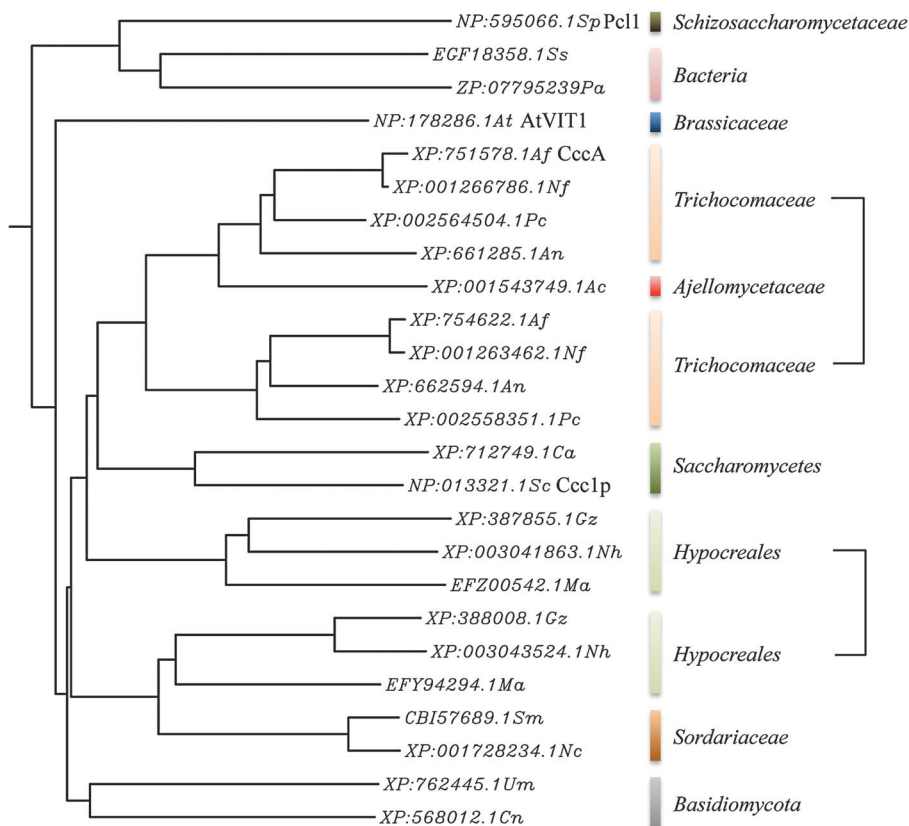 NP:595066.1Sp Pcl1 Schizosaccharomycetaceae
EGF18358.1Ss
Bacteria
ZP:07795239Pa
NP:178286.1At AtVIT1 Brassicaceae
XP:751578.1Af CccA
XP:001266786.1Nf
Trichocomaceae
XP:002564504.1Pc
XP:661285.1An
XP:001543749.1Ac Ajellomycetaceae
XP:754622.1Af
XP:001263462.1Nf
Trichocomaceae
XP:662594.1An
XP:002558351.1Pc
XP:712749.1Ca
Saccharomycetes
NP:013321.1Sc Ccc1p
XP:387855.1Gz
XP:003041863.1Nh Hypocreales
EFZ00542.1Ma
XP:388008.1Gz
XP:003043524.1Nh Hypocreales
EFY94294.1Ma
CBI57689.1Sm
Sordariaceae
XP:001728234.1Nc
XP:762445.1Um
Basidiomycota
XP:568012.1Cn